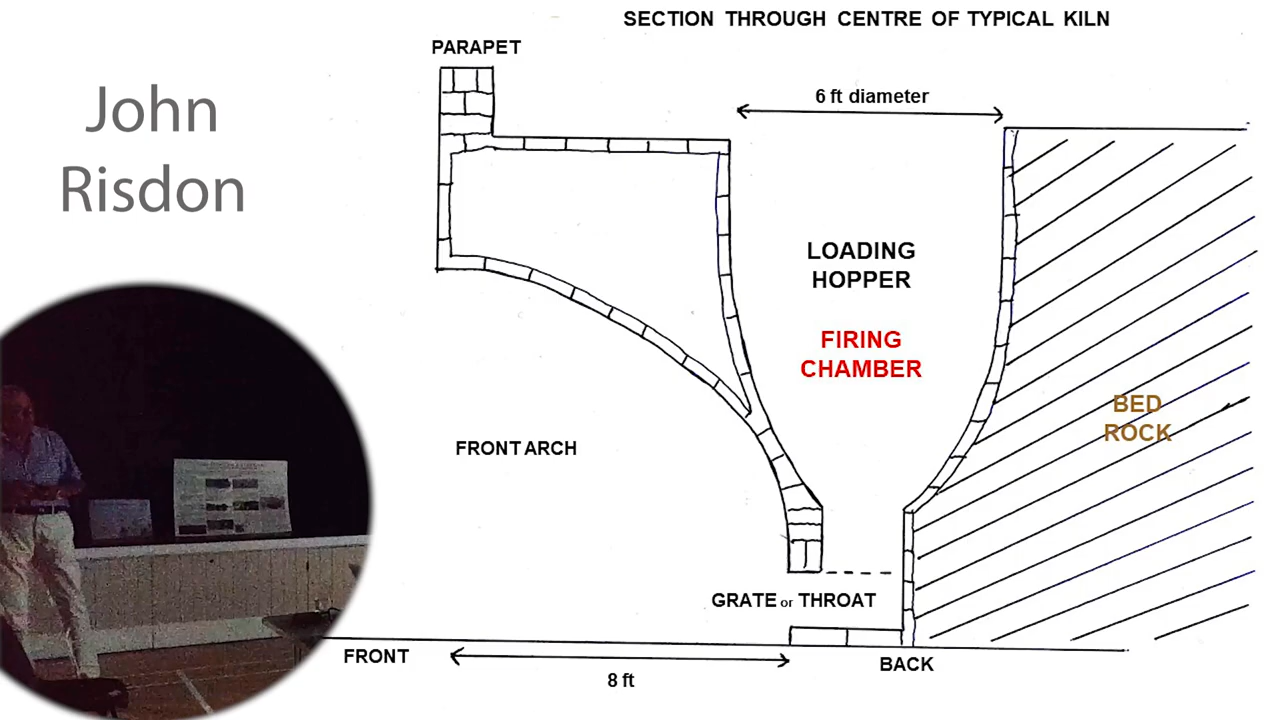 SECTION THROUGH CENTRE OF TYPICAL KILN
PARAPET
John
Risdon
6 ft diameter
LOADING
HOPPER
FIRING
CHAMBER
BED
ROCK
FRONT ARCH
GRATE or THROAT
FRONT
BACK
8 ft